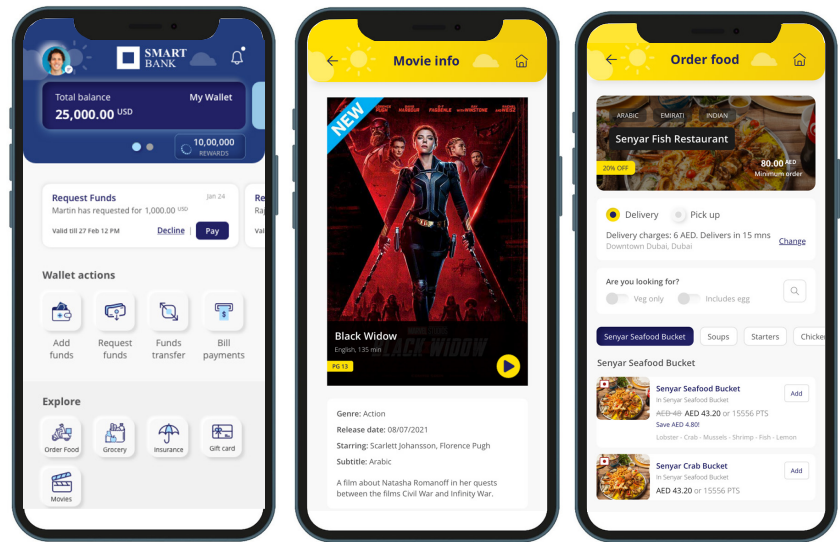 SMART
BANK
Total balance
My Wallet
25,000.00 USD
10,00,000
REWARDS
Request Funds
Jan 24
Martin has requested for 1,000.00 USD
Valid till 27 Feb 12 PM
Decline | Pay
Re
Wallet actions
Add
funds
Request
funds
Funds
transfer
Bill
payments
Explore
Order Food
Grocery
Insurance
Gift card
Movies
Movie info
NEW
Black Widow
English, 135 min
BLACK WIDOW
PG 13
Genre: Action
Release date: 08/07/2021
Starring: Scarlett Johansson, Florence Pugh
Subtitle: Arabic
A film about Natasha Romanoff in her quests
between the films Civil War and Infinity War.
Order food
ARABIC
EMIRATI
INDIAN
Senyar Fish Restaurant
20% OFF
80.00 AED
Minimum order
Delivery
Pick up
Delivery charges: 6 AED. Delivers in 15 mns
Downtown Dubai, Dubai
Change
Are you looking for?
Veg only
Includes egg
Senyar Seafood Bucket
Soups
Starters
Chicke
Senyar Seafood Bucket
Senyar Seafood Bucket
Add
In Senyar Seafood Bucket
AED 48 AED 43.20 or 15556 PTS
Save AED 4.80!
Lobster - Crab - Mussels - Shrimp - Fish - Lemon
Senyar Crab Bucket
Add
In Senyar Seafood Bucket
AED 43.20 or 15556 PTS